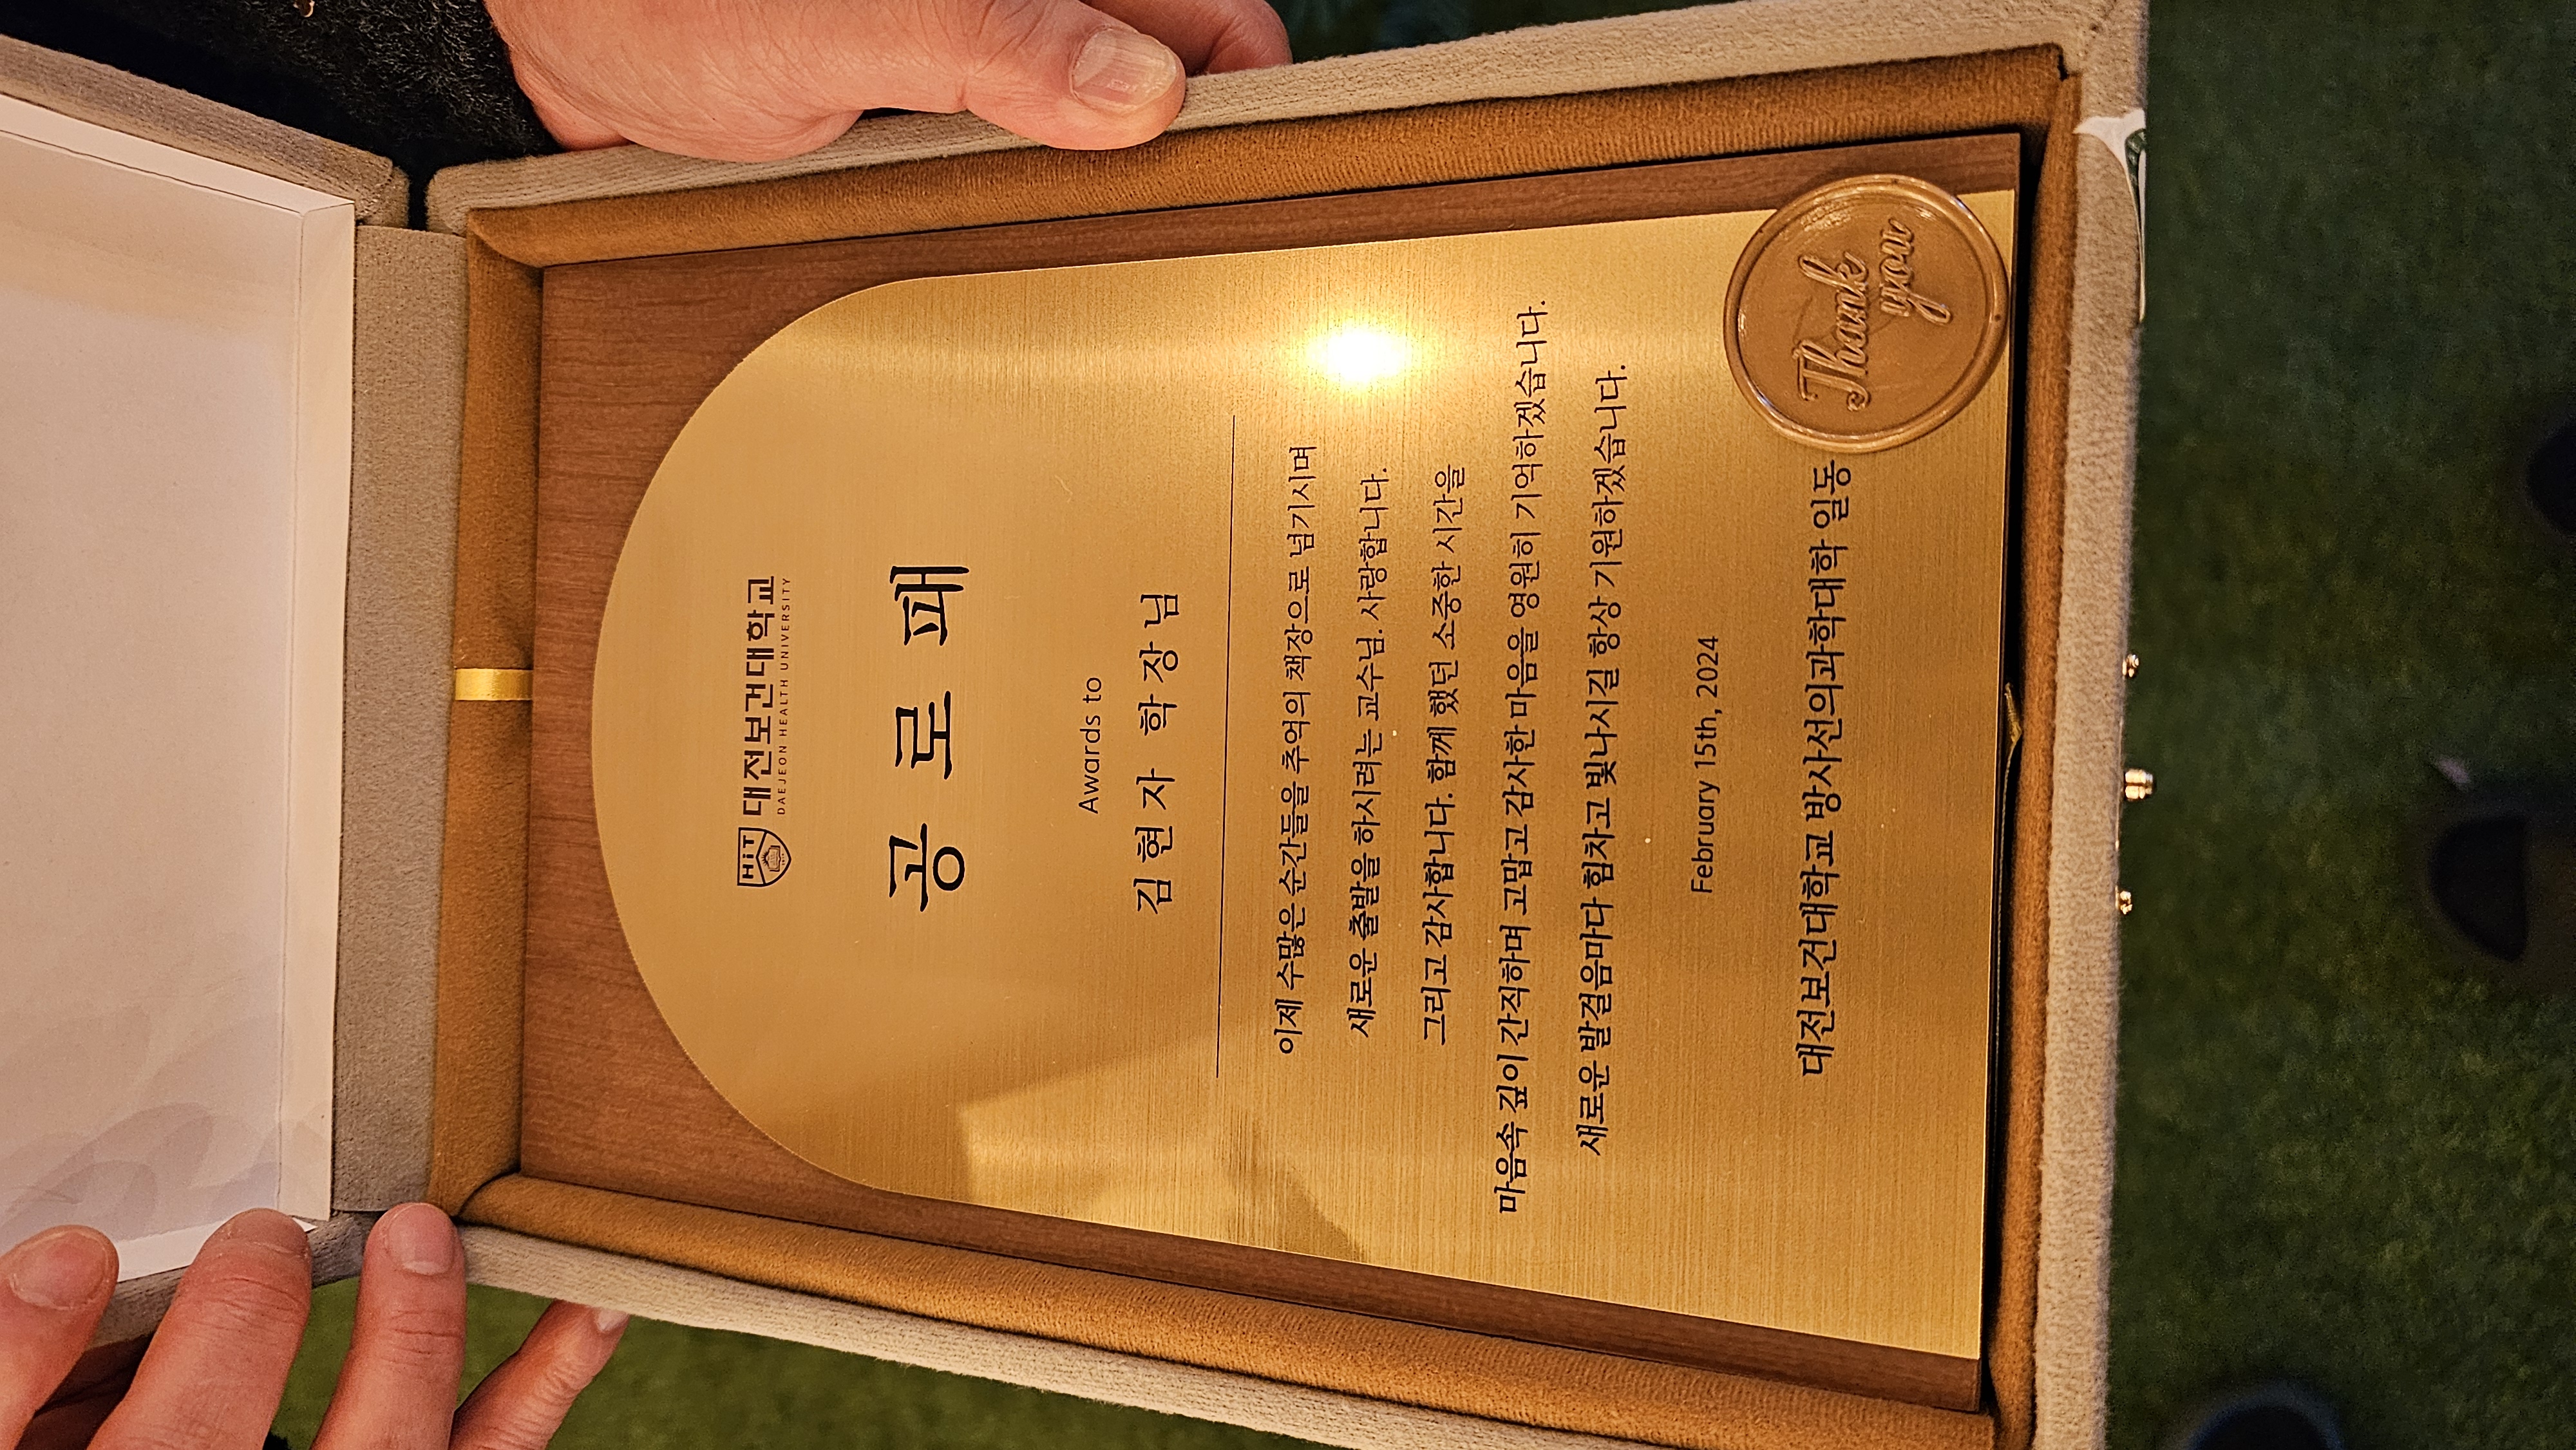 HiT
대전보건대학교
DAEJEON HEALTH UNIVERSITY
공로패
Awards to
김현자 학장님
이제 수많은 순간들을 추억의 책장으로 넘기시며
새로운 출발을 하시려는 교수님. 사랑합니다.
그리고 감사합니다. 함께 했던 소중한 시간을
마음속 깊이 간직하며 고맙고 감사한 마음을 영원히 기억하겠습니다.
새로운 발걸음마다 힘차고 빛나시길 항상 기원하겠습니다.
February 15th, 2024
대전보건대학교 방사선의과학대학 일동
Thank
you